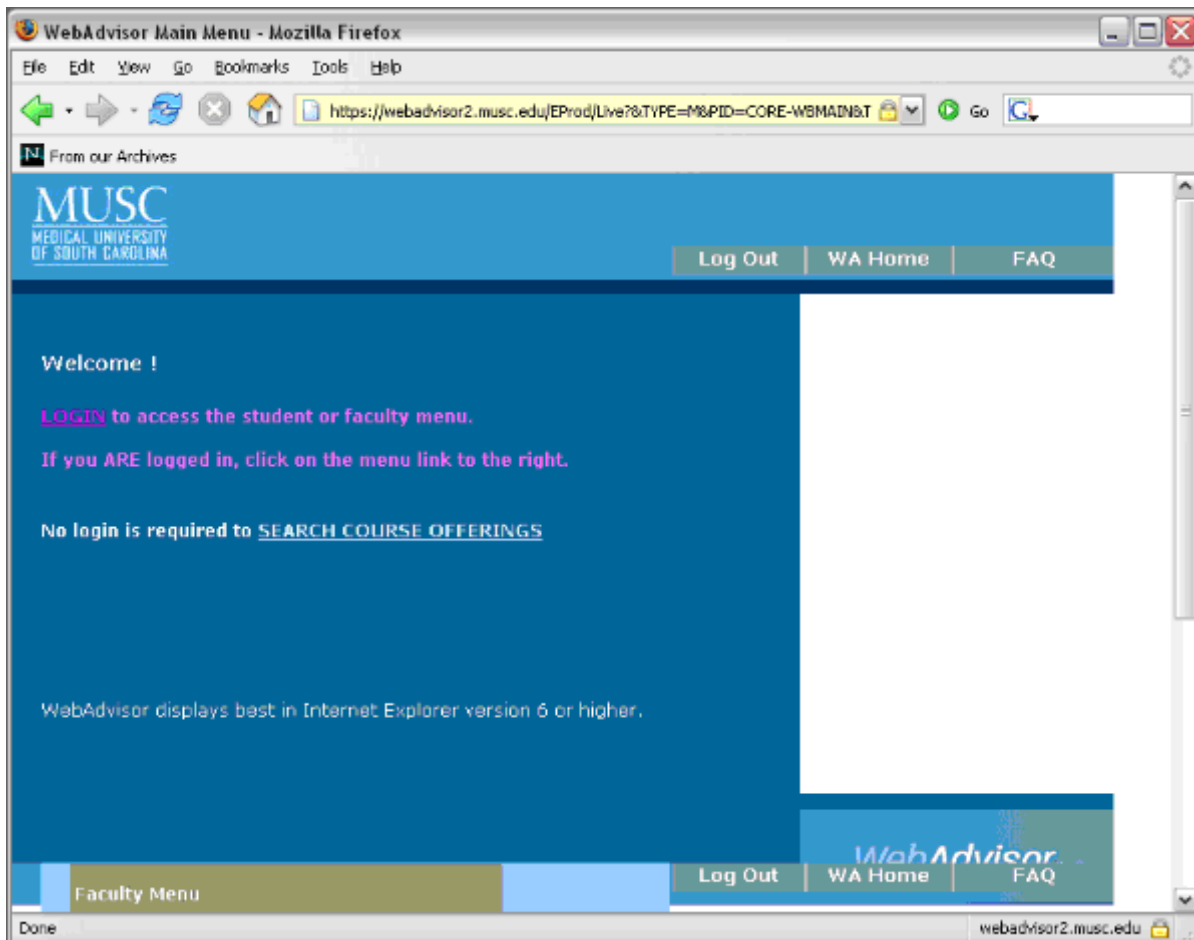 WebAdvisor Main Menu - Mozilla Firefox
File Edit View Go Bookmarks Tools Help
https://webadvisor2.musc.edu/EProd/Live?&TYPE=M&PID=CORE-WBMAIN&T Go G
N From our Archives
MUSC
MEDICAL UNIVERSITY
OF SOUTH CAROLINA
Log Out WA Home FAQ
Welcome !
LOGIN to access the student or faculty menu.
If you ARE logged in, click on the menu link to the right.
No login is required to SEARCH COURSE OFFERINGS
WebAdvisor displays best in Internet Explorer version 6 or higher.
WebAdvisor
Log Out WA Home FAQ
Faculty Menu
Done webadvisor2.musc.edu